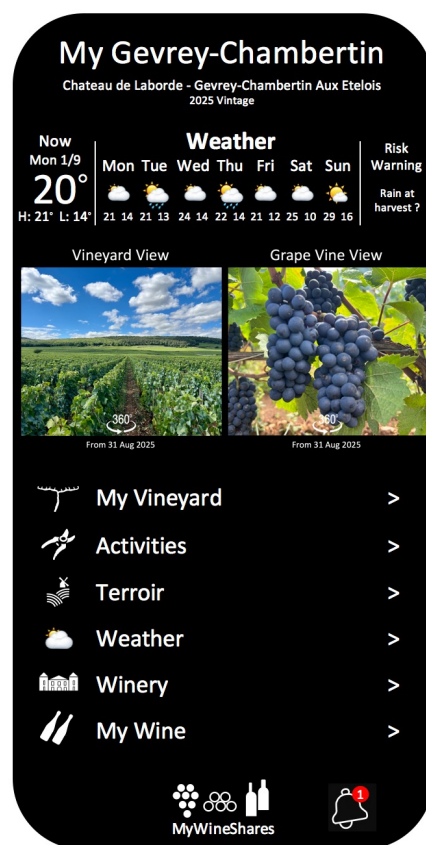 My Gevrey-Chambertin
Chateau de Laborde - Gevrey-Chambertin Aux Etelois
2025 Vintage
Now
Mon 1/9
20°
H: 21° L: 14°
Weather
Mon Tue Wed Thu Fri Sat Sun
21 14 21 13 24 14 22 14 21 12 25 10 29 16
Risk
Warning
Rain at
harvest ?
Vineyard View
Grape Vine View
360°
360°
From 31 Aug 2025
From 31 Aug 2025
My Vineyard >
Activities >
Terroir >
Weather >
Winery >
My Wine >
MyWineShares
1